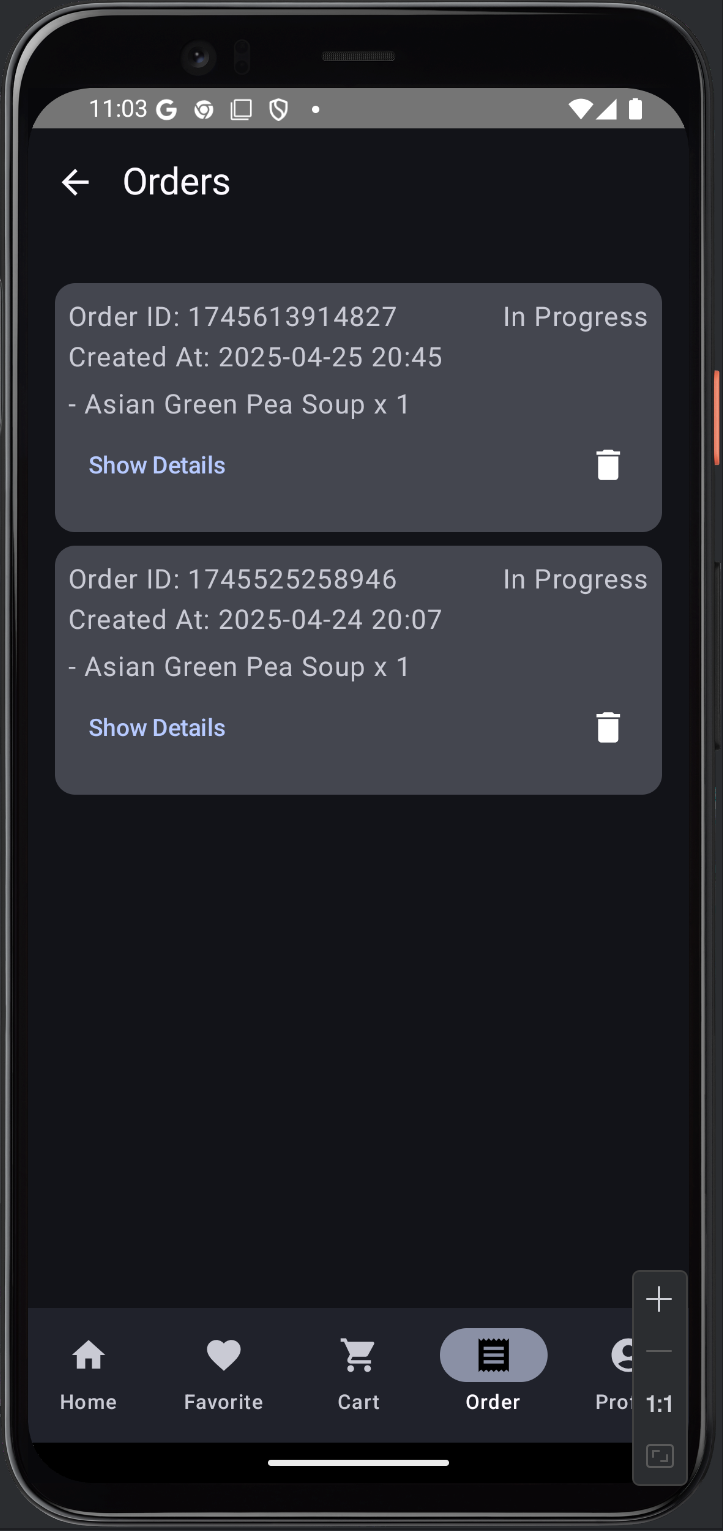 11:03
Orders
Order ID: 1745613914827 In Progress
Created At: 2025-04-25 20:45
- Asian Green Pea Soup x 1
Show Details
Order ID: 1745525258946 In Progress
Created At: 2025-04-24 20:07
- Asian Green Pea Soup x 1
Show Details
Home Favorite Cart Order Pro
1:1